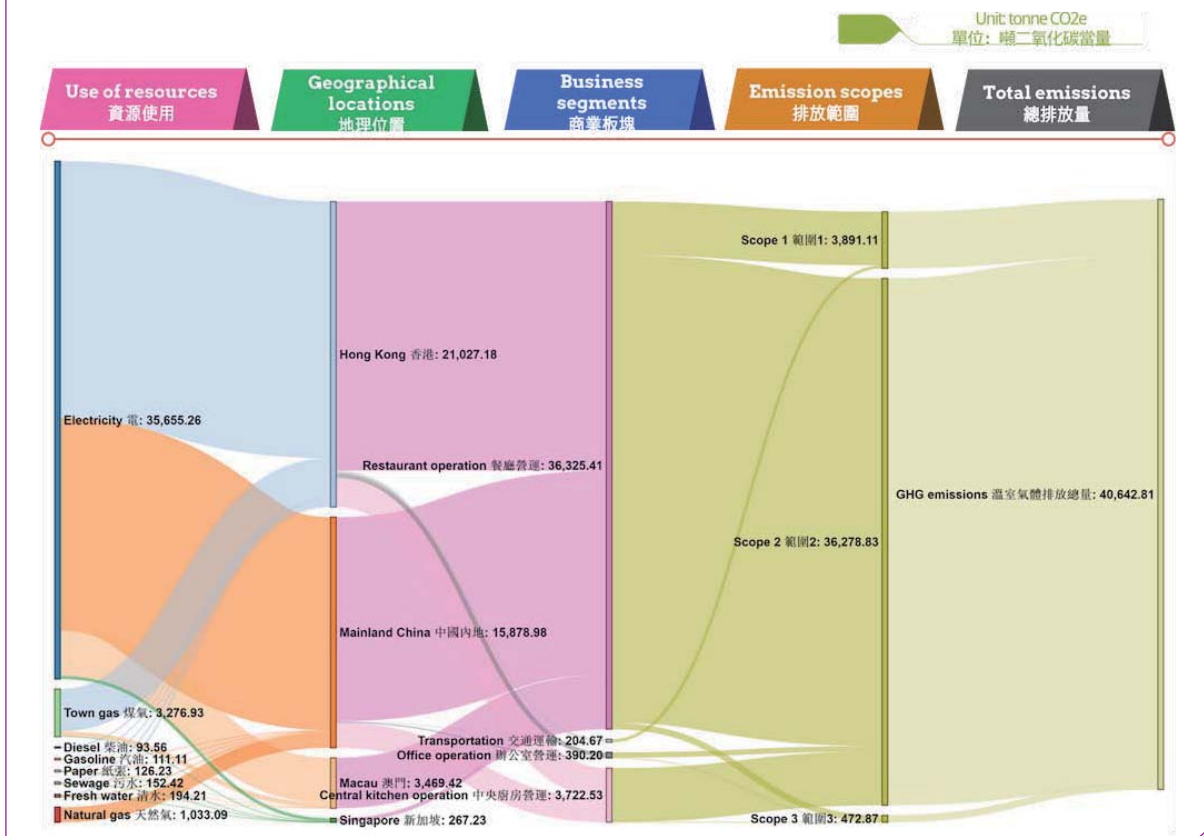 Unit: tonne CO2e
單位：噸二氧化碳當量
Use of resources
資源使用
Geographical
locations
地理位置
Business
segments
商業板塊
Emission scopes
排放範圍
Total emissions
總排放量
Electricity 電: 35,655.26
Town gas 煤氣: 3,276.93
Diesel 柴油: 93.56
Gasoline 汽油: 111.11
Paper 紙張: 126.23
Sewage 污水: 152.42
Fresh water 清水: 194.21
Natural gas 天然氣: 1,033.09
Hong Kong 香港: 21,027.18
Mainland China 中國內地: 15,878.98
Macau 澳門: 3,469.42
Singapore 新加坡: 267.23
Restaurant operation 餐廳營運: 36,325.41
Transportation 交通運輸: 204.67
Office operation 辦公室營運: 390.20
Central kitchen operation 中央廚房營運: 3,722.53
Scope 1 範圍1: 3,891.11
Scope 2 範圍2: 36,278.83
Scope 3 範圍3: 472.87
GHG emissions 溫室氣體排放總量: 40,642.81